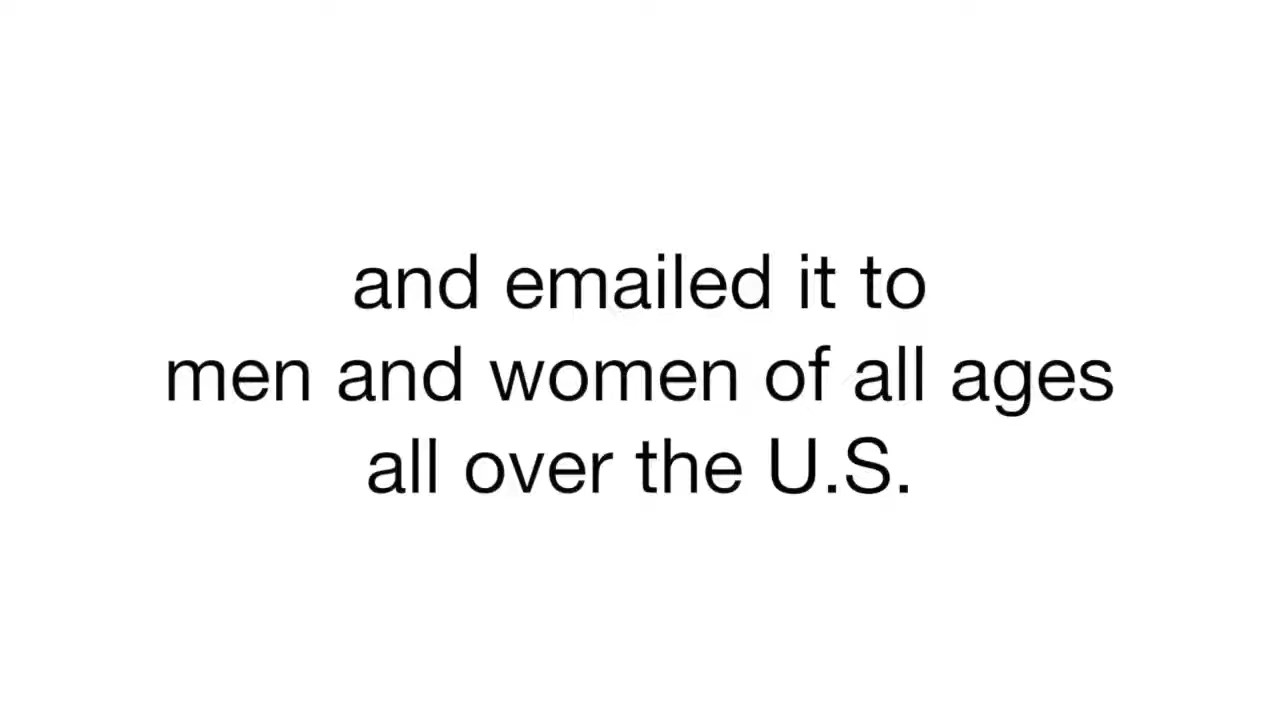 and emailed it to
men and women of all ages
all over the U.S.